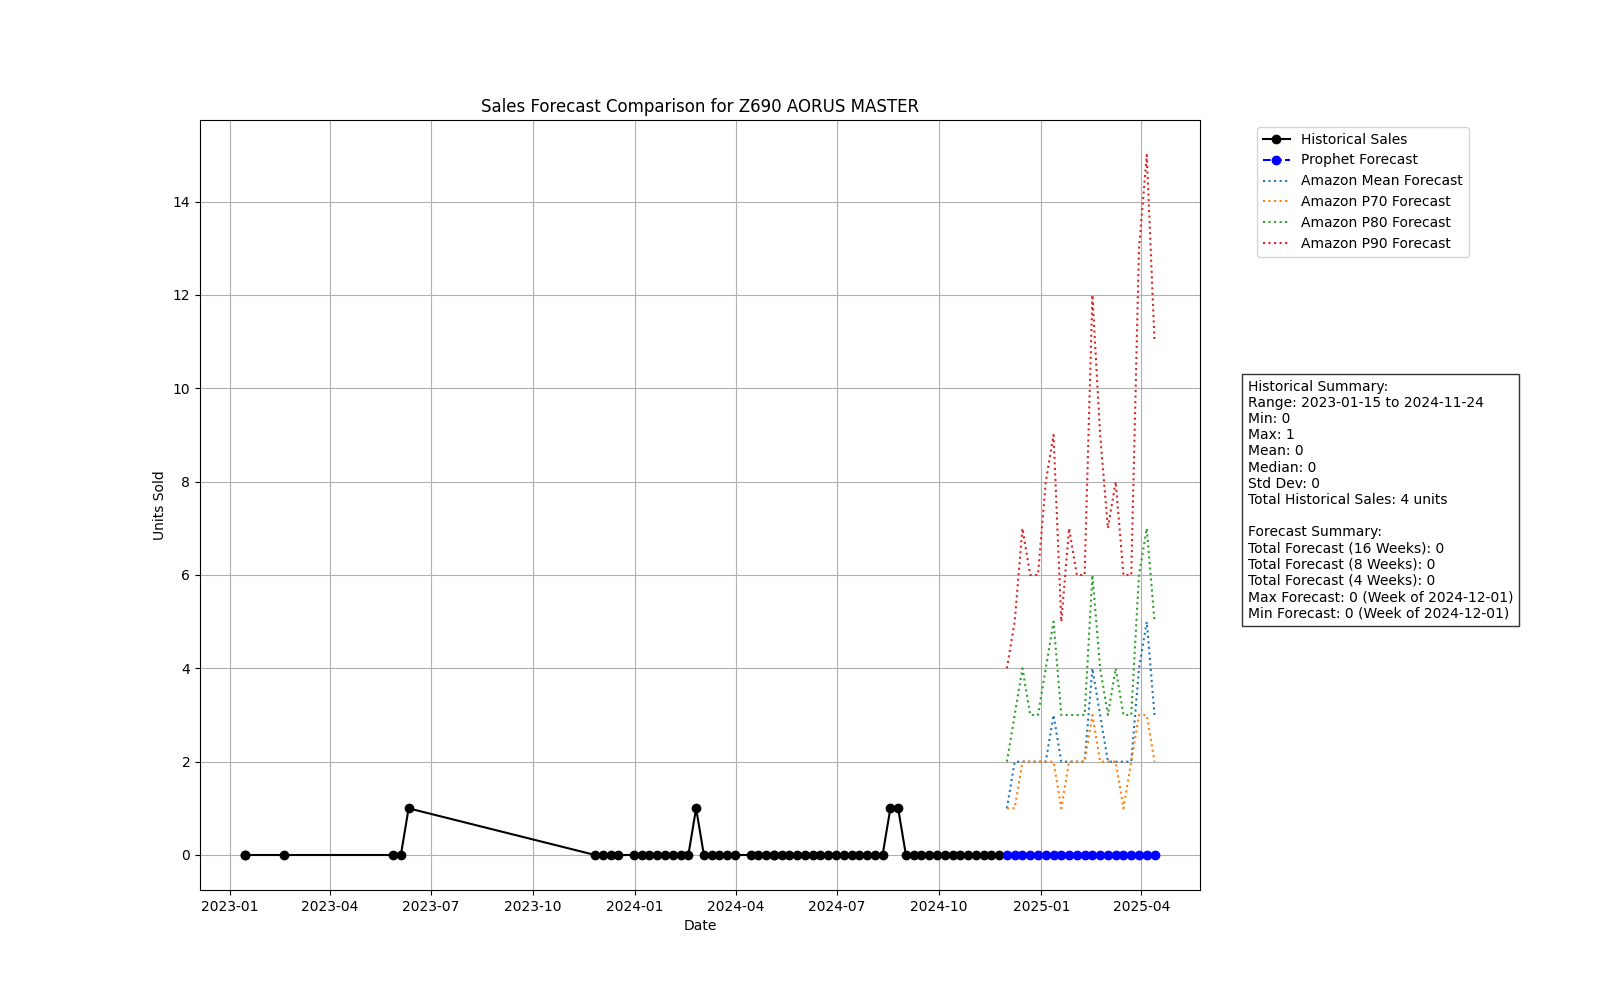 Sales Forecast Comparison for Z690 AORUS MASTER
Historical Sales
Prophet Forecast
Amazon Mean Forecast
Amazon P70 Forecast
Amazon P80 Forecast
Amazon P90 Forecast
14
12
10
8
6
4
2
0
Units Sold
Historical Summary:
Range: 2023-01-15 to 2024-11-24
Min: 0
Max: 1
Mean: 0
Median: 0
Std Dev: 0
Total Historical Sales: 4 units
Forecast Summary:
Total Forecast (16 Weeks): 0
Total Forecast (8 Weeks): 0
Total Forecast (4 Weeks): 0
Max Forecast: 0 (Week of 2024-12-01)
Min Forecast: 0 (Week of 2024-12-01)
2023-01 2023-04 2023-07 2023-10 2024-01 2024-04 2024-07 2024-10 2025-01 2025-04
Date